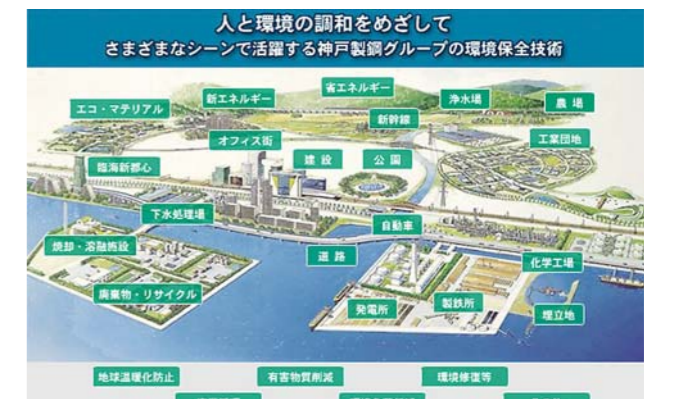 人と環境の調和をめざして
さまざまなシーンで活躍する神戸製鋼グループの環境保全技術
省エネルギー
新エネルギー
浄水場
農場
エコ・マテリアル
新幹線
オフィス街
工業団地
建設
公園
臨海新都心
下水処理場
自動車
焼却・溶融施設
道路
化学工場
廃棄物・リサイクル
発電所
製鉄所
埋立地
地球温暖化防止
有害物質削減
環境修復等